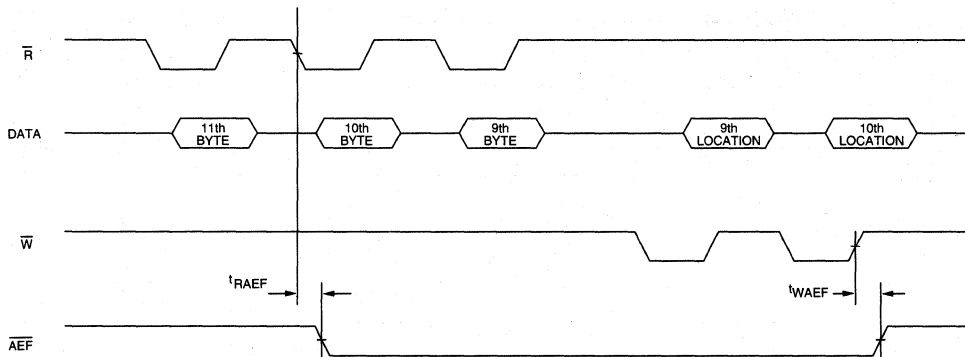 R
DATA
11th
BYTE
10th
BYTE
9th
BYTE
9th
LOCATION
10th
LOCATION
W
tRAEF
tWAEF
AEF